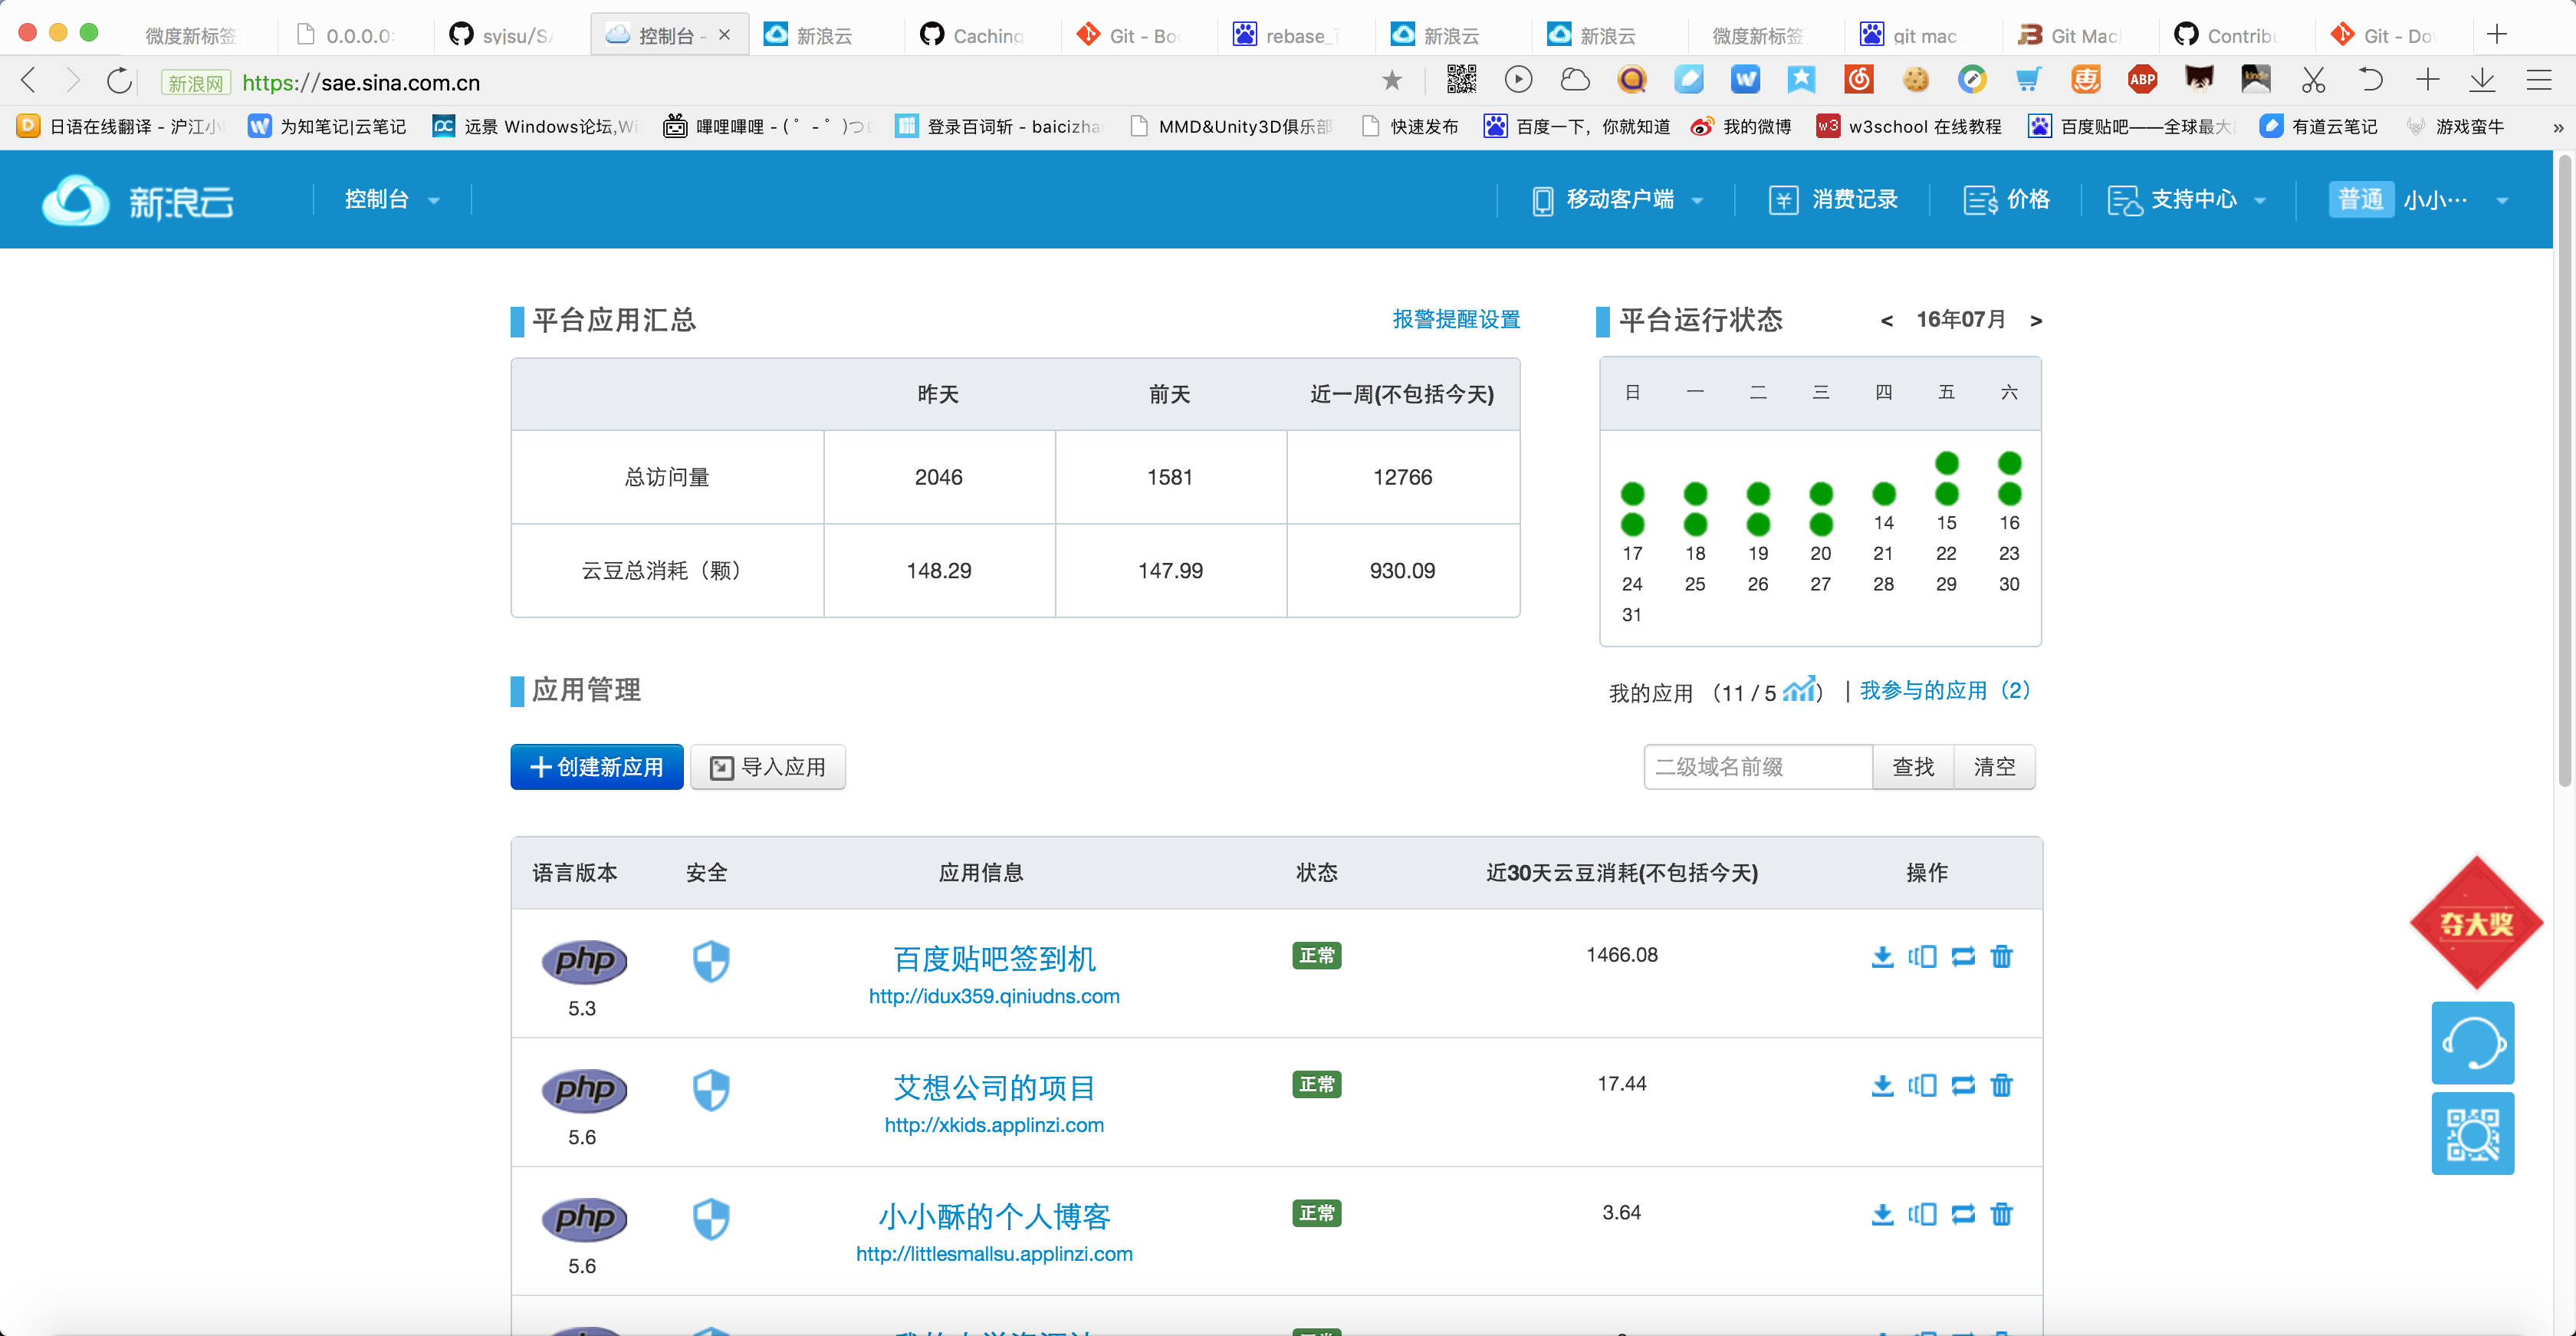 微度新标签
0.0.0.0:
syjsu/SA
控制台 -
新浪云
Caching
Git - Bo
rebase_
新浪云
新浪云
微度新标签
git mac
Git Mac
Contribu
Git - Do
新浪网 https://sae.sina.com.cn
ABP
日语在线翻译 - 沪江小
为知笔记|云笔记
远景 Windows论坛,Wi
哔哩哔哩 - ( ゜- ゜)つ
登录百词斩 - baicizha
MMD&Unity3D俱乐部
快速发布
百度一下，你就知道
我的微博
w3school 在线教程
百度贴吧——全球最大
有道云笔记
游戏蛮牛
»
新浪云 控制台 移动客户端 消费记录 价格 支持中心 普通 小小…
平台应用汇总 报警提醒设置
昨天 前天 近一周(不包括今天)
总访问量 2046 1581 12766
云豆总消耗（颗） 148.29 147.99 930.09
平台运行状态 < 16年07月 >
日 一 二 三 四 五 六
14 15 16
17 18 19 20 21 22 23
24 25 26 27 28 29 30
31
应用管理 我的应用 （11 / 5 ） | 我参与的应用（2）
创建新应用 导入应用 二级域名前缀 查找 清空
语言版本 安全 应用信息 状态 近30天云豆消耗(不包括今天) 操作
php 百度贴吧签到机 正常 1466.08
http://idux359.qiniudns.com
5.3
php 艾想公司的项目 正常 17.44
http://xkids.applinzi.com
5.6
php 小小酥的个人博客 正常 3.64
http://littlesmallsu.applinzi.com
5.6
夺大奖